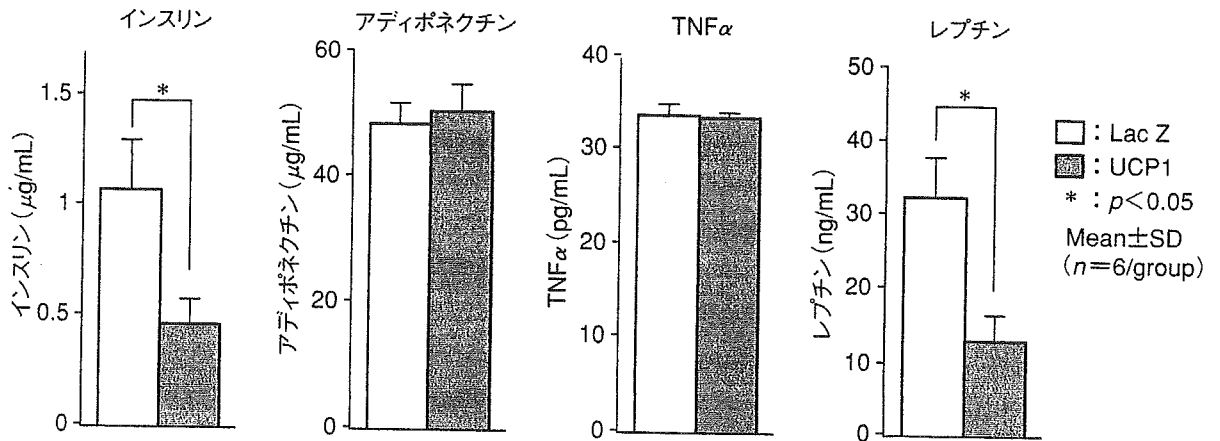 インスリン
インスリン(μg/mL)
1.5
1
0.5
0
*
アディポネクチン
アディポネクチン(μg/mL)
60
40
20
0
TNFα
TNFα(pg/mL)
40
30
20
10
0
レプチン
レプチン(ng/mL)
50
40
30
20
10
0
*
：Lac Z
：UCP1
*：p＜0.05
Mean±SD
(n＝6/group)